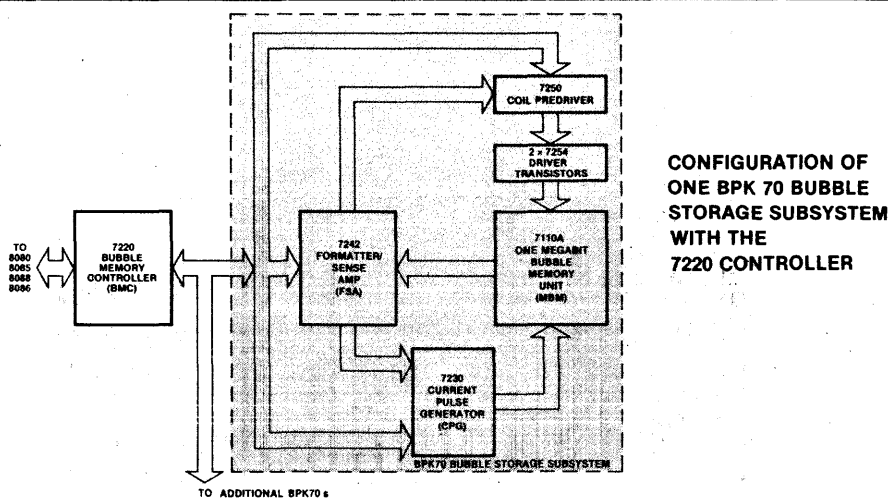 7250
COIL PREDRIVER
2 x 7254
DRIVER
TRANSISTORS
CONFIGURATION OF
ONE BPK 70 BUBBLE
STORAGE SUBSYSTEM
WITH THE
7220 CONTROLLER
TO
8080
8085
8088
8086
7220
BUBBLE
MEMORY
CONTROLLER
(BMC)
7242
FORMATTER/
SENSE
AMP
(FSA)
7110A
ONE MEGABIT
BUBBLE
MEMORY
UNIT
(MBM)
7230
CURRENT
PULSE
GENERATOR
(CPG)
BPK70 BUBBLE STORAGE SUBSYSTEM
TO ADDITIONAL BPK70 s